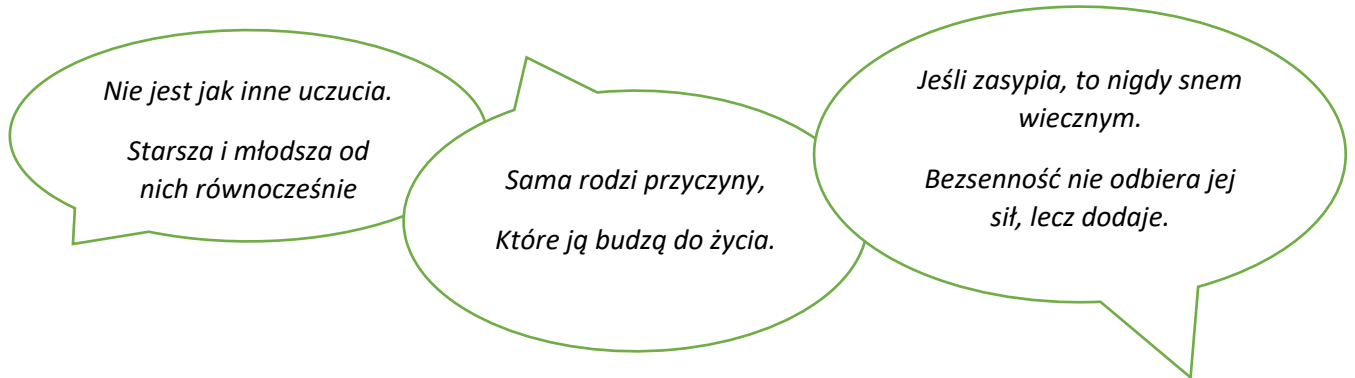 Nie jest jak inne uczucia.
Starsza i młodsza od
nich równocześnie
Sama rodzi przyczyny,
Które ją budzą do życia.
Jeśli zasypia, to nigdy snem
wiecznym.
Bezsenność nie odbiera jej
sił, lecz dodaje.